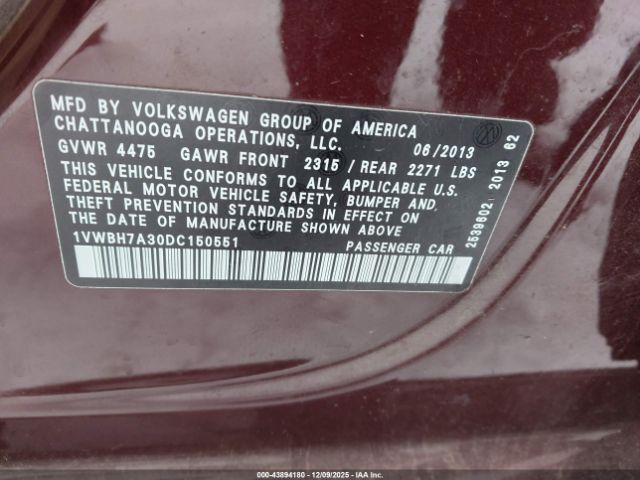 MFD BY VOLKSWAGEN GROUP OF AMERICA
CHATTANOOGA OPERATIONS, LLC. 06/2013
GVWR 4475 GAWR FRONT 2315 / REAR 2271 LBS
THIS VEHICLE CONFORMS TO ALL APPLICABLE U.S.
FEDERAL MOTOR VEHICLE SAFETY, BUMPER AND
THEFT PREVENTION STANDARDS IN EFFECT ON
THE DATE OF MANUFACTURE SHOWN ABOVE
1VWBH7A30DC150551 PASSENGER CAR
2539602 2013 62
000-43894180 - 12/09/2025 - IAA Inc.